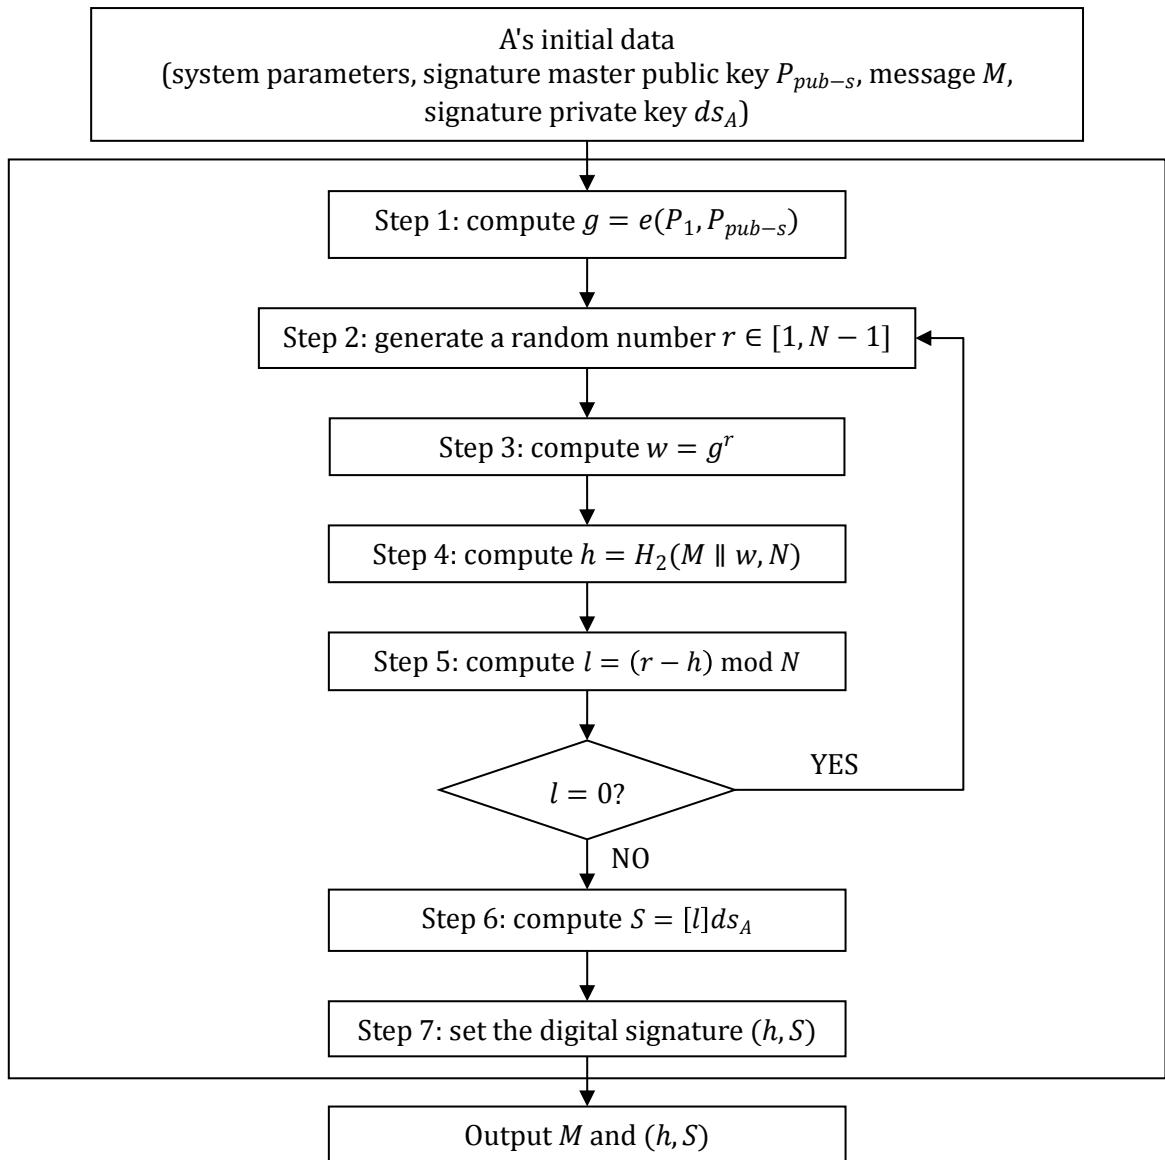 A's initial data
(system parameters, signature master public key P_{pub−s}, message M,
signature private key ds_A)
Step 1: compute g = e(P_1, P_{pub−s})
Step 2: generate a random number r ∈ [1, N − 1]
Step 3: compute w = g^r
Step 4: compute h = H_2(M ∥ w, N)
Step 5: compute l = (r − h) mod N
YES
l = 0?
NO
Step 6: compute S = [l]ds_A
Step 7: set the digital signature (h, S)
Output M and (h, S)